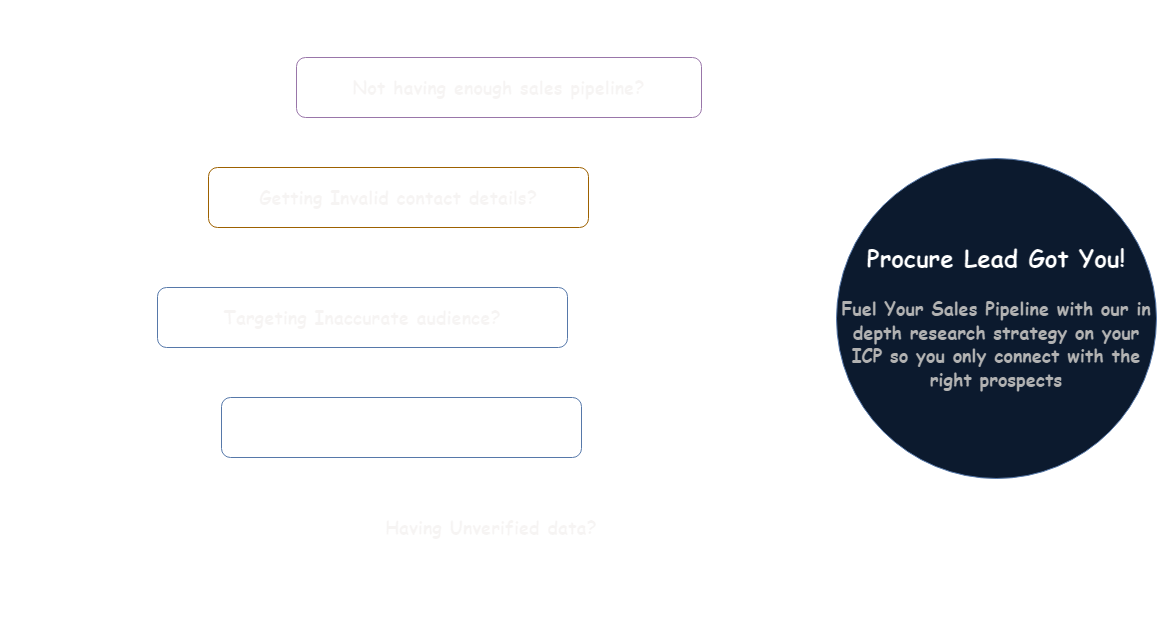 Not having enough sales pipeline?
Getting Invalid contact details?
Targeting Inaccurate audience?
Having Unverified data?
Procure Lead Got You!
Fuel Your Sales Pipeline with our in
depth research strategy on your
ICP so you only connect with the
right prospects